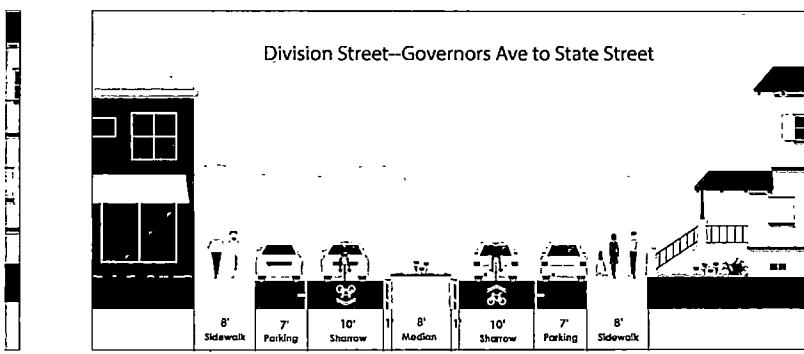 Division Street--Governors Ave to State Street
8' 7' 10' 1' 8' 1' 10' 7' 8'
Sidewalk Parking Sharrow Median Sharrow Parking Sidewalk